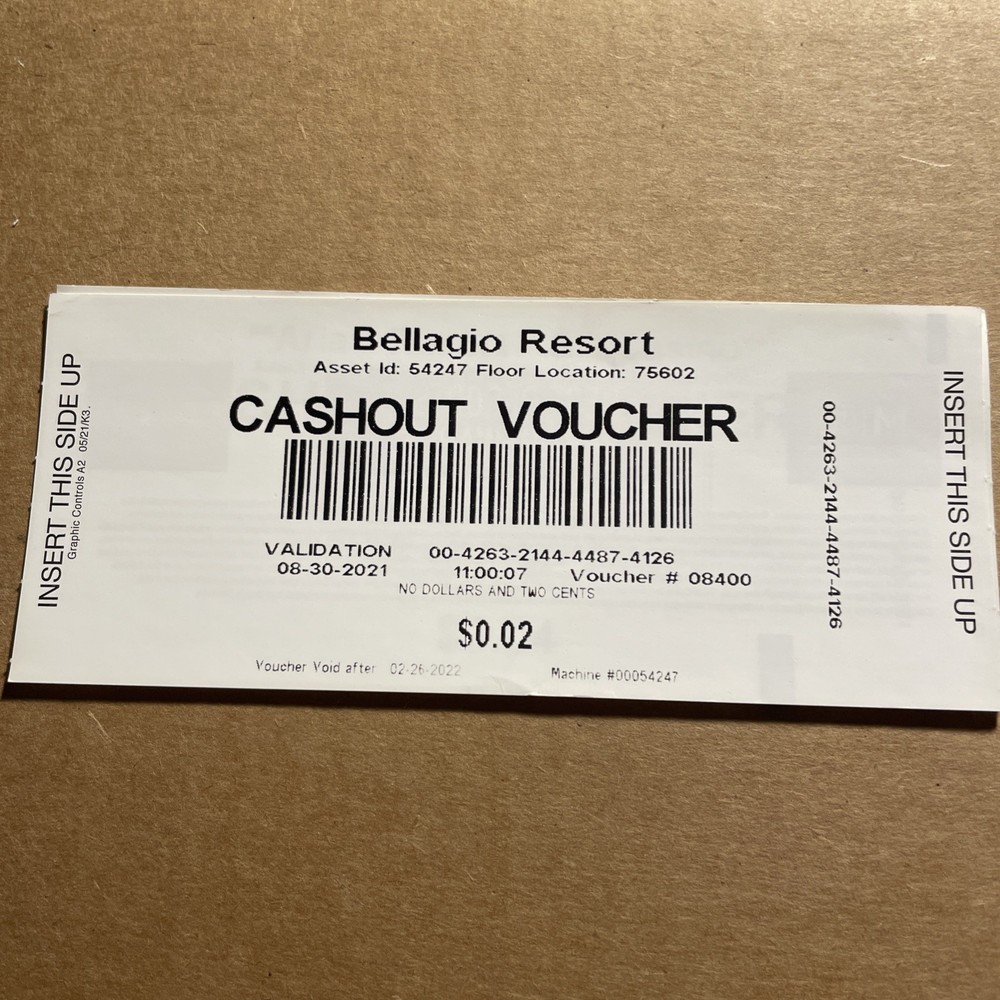 Bellagio Resort
Asset Id: 54247 Floor Location: 75602
CASHOUT VOUCHER
VALIDATION 00-4263-2144-4487-4126
08-30-2021 11:00:07 Voucher # 08400
NO DOLLARS AND TWO CENTS
$0.02
Voucher Void after 02-26-2022 Machine #00054247
INSERT THIS SIDE UP
Graphic Controls A2 05/21/K3.
00-4263-2144-4487-4126
INSERT THIS SIDE UP